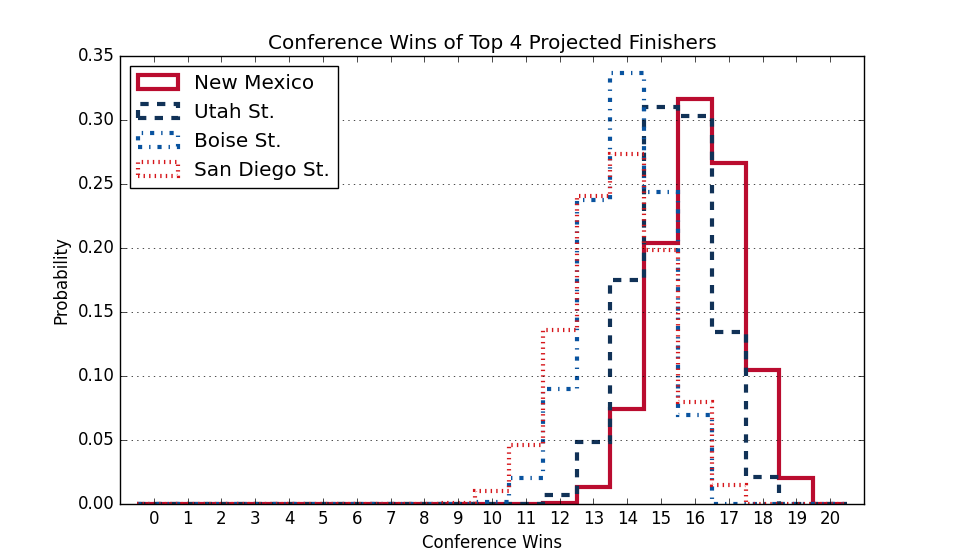 Conference Wins of Top 4 Projected Finishers
New Mexico
Utah St.
Boise St.
San Diego St.
0.35
0.30
0.25
0.20
0.15
0.10
0.05
0.00
Probability
0 1 2 3 4 5 6 7 8 9 10 11 12 13 14 15 16 17 18 19 20
Conference Wins